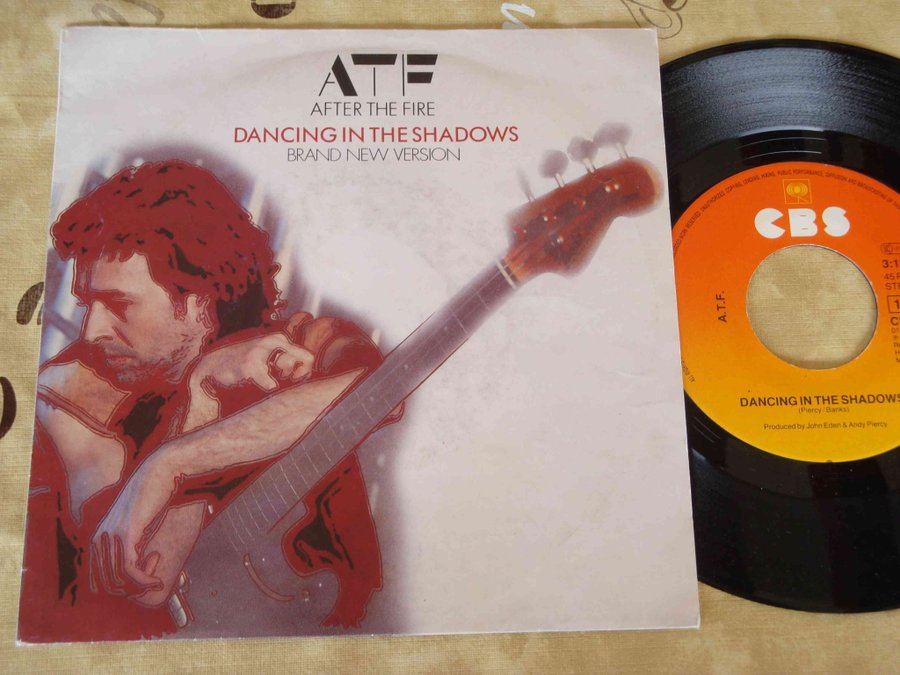 ATF
AFTER THE FIRE
DANCING IN THE SHADOWS
BRAND NEW VERSION
CBS
A.T.F.
DANCING IN THE SHADOWS
(Piercy / Banks)
Produced by John Eden & Andy Piercy